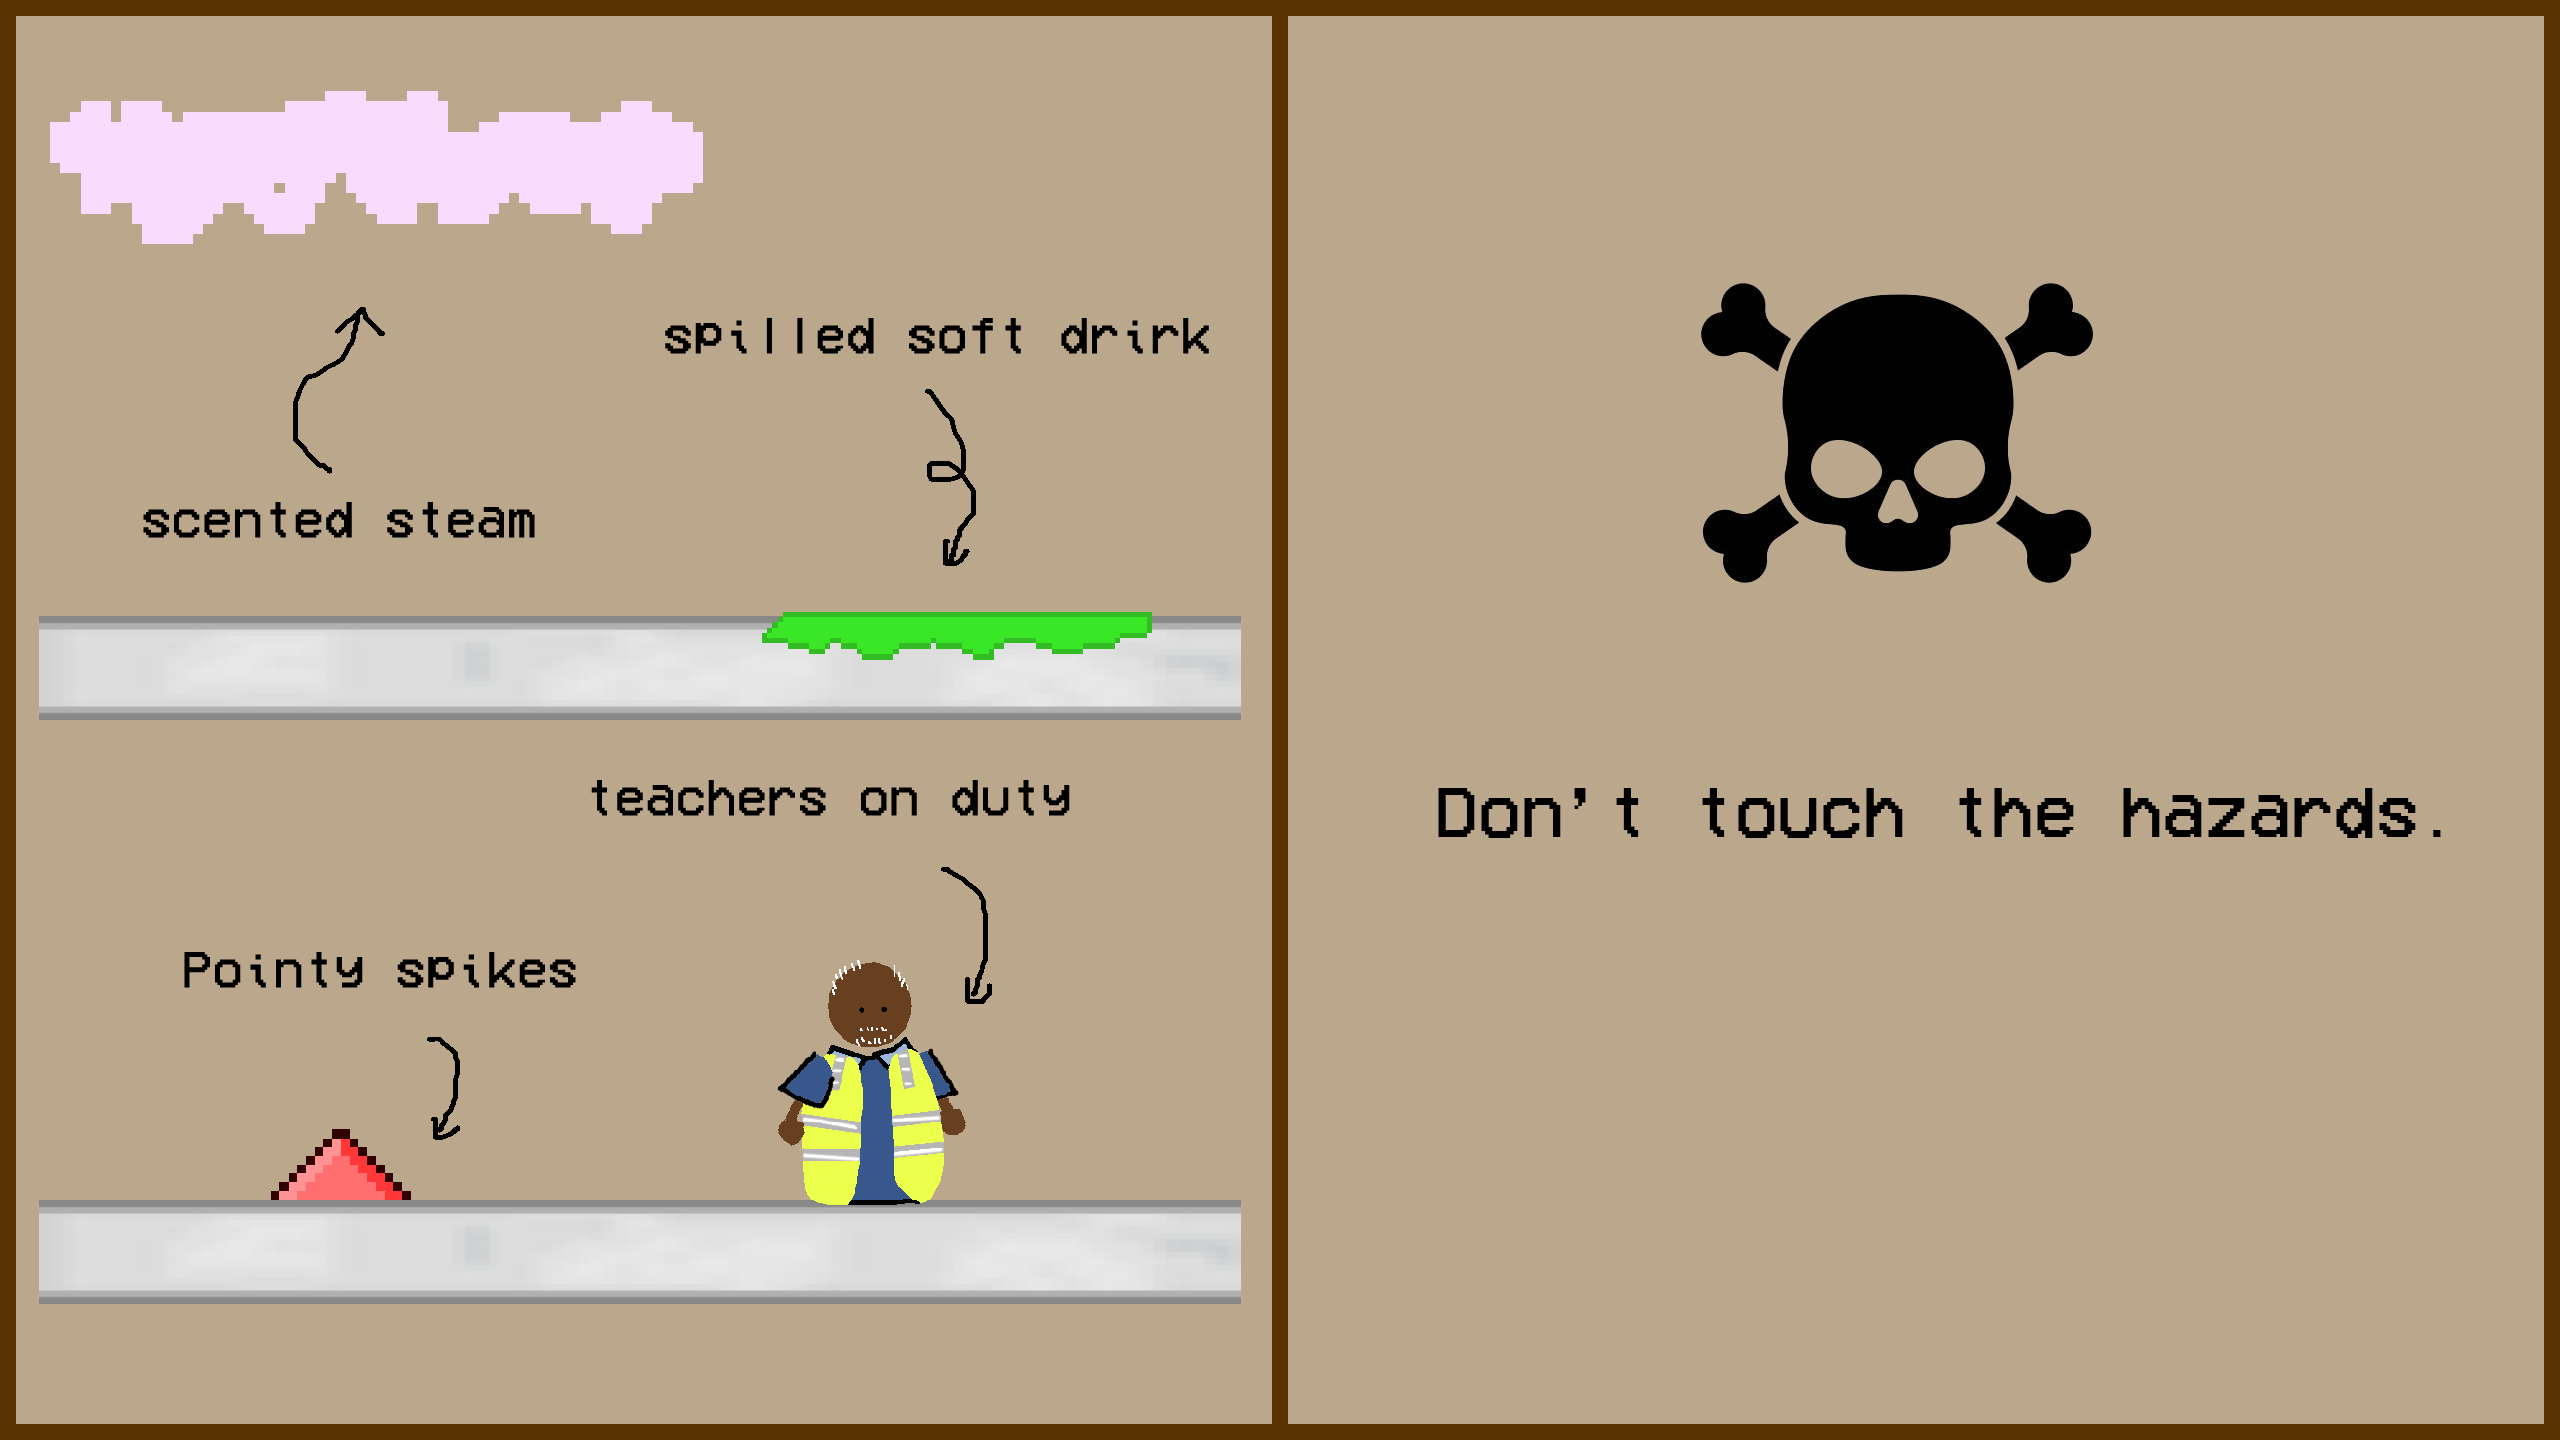 spilled soft drirk
scented steam
teachers on duty
Pointy spikes
Don't touch the hazards.